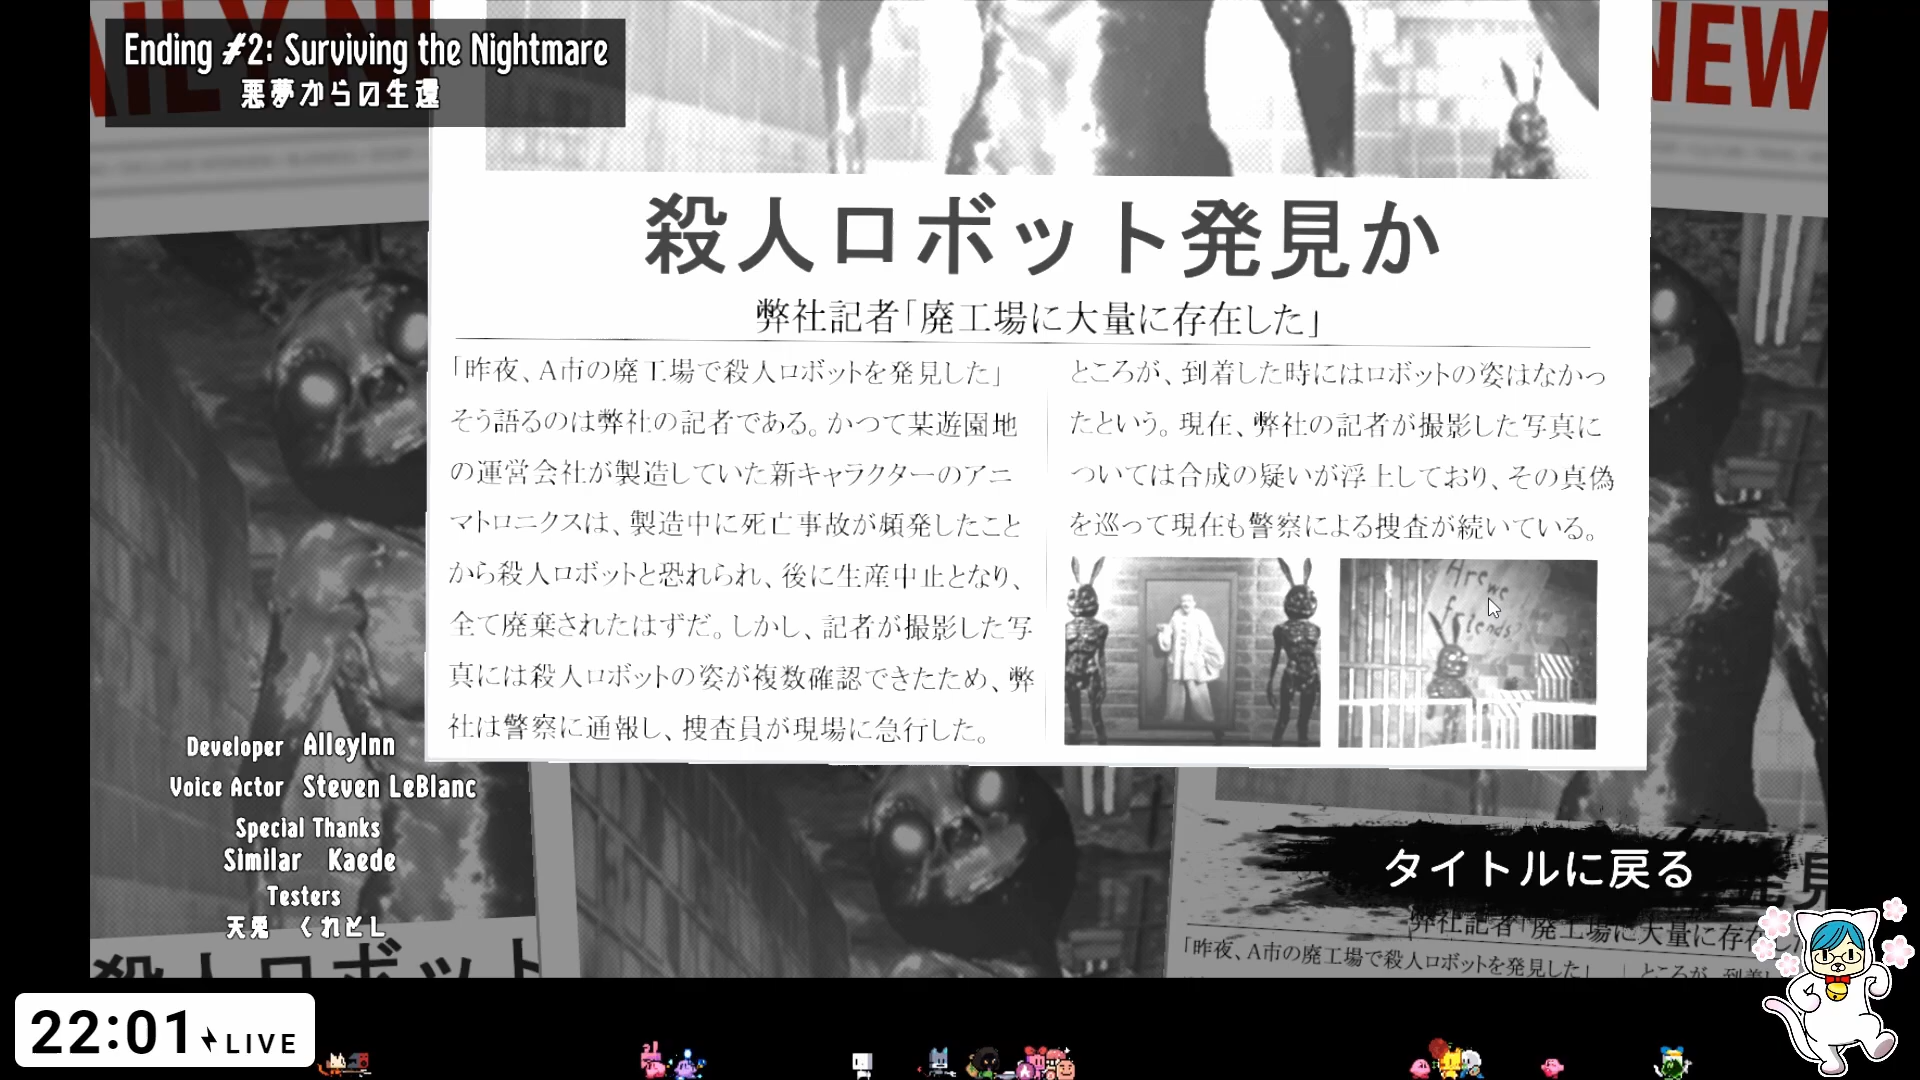 Ending #2: Surviving the Nightmare
悪夢からの生還
NEW
殺人ロボット発見か
弊社記者「廃工場に大量に存在した」
「昨夜、A市の廃工場で殺人ロボットを発見した」
そう語るのは弊社の記者である。かつて某遊園地
の運営会社が製造していた新キャラクターのアニ
マトロニクスは、製造中に死亡事故が頻発したこと
から殺人ロボットと恐れられ、後に生産中止となり、
全て廃棄されたはずだ。しかし、記者が撮影した写
真には殺人ロボットの姿が複数確認できたため、弊
社は警察に通報し、捜査員が現場に急行した。
ところが、到着した時にはロボットの姿はなかっ
たという。現在、弊社の記者が撮影した写真に
ついては合成の疑いが浮上しており、その真偽
を巡って現在も警察による捜査が続いている。
Are we
friends?
Developer AlleyInn
Voice Actor Steven LeBlanc
Special Thanks
Similar Kaede
Testers
天兎 くれとし
タイトルに戻る
殺人ロボット
弊社記者「廃工場に大量に存在した
「昨夜、A市の廃工場で殺人ロボットを発見した」
ところが、到着し
22:01 LIVE